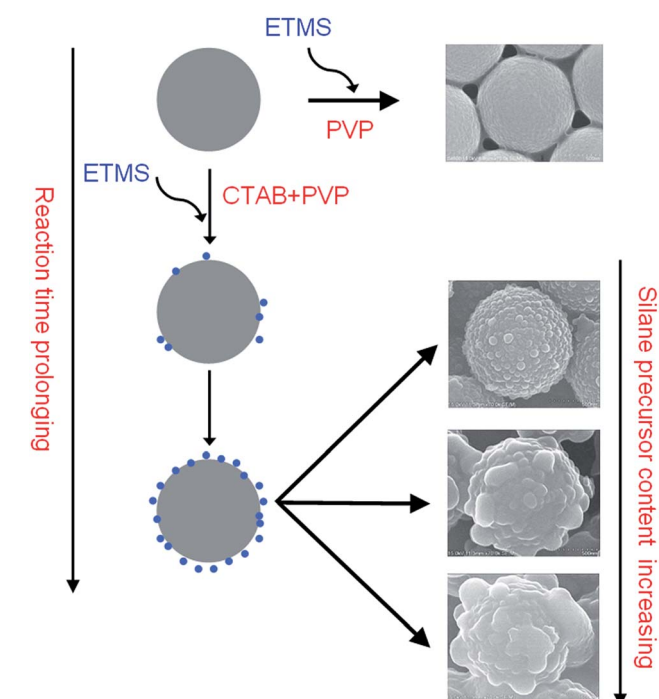 ETMS
PVP
ETMS
CTAB+PVP
Reaction time prolonging
Silane precursor content increasing